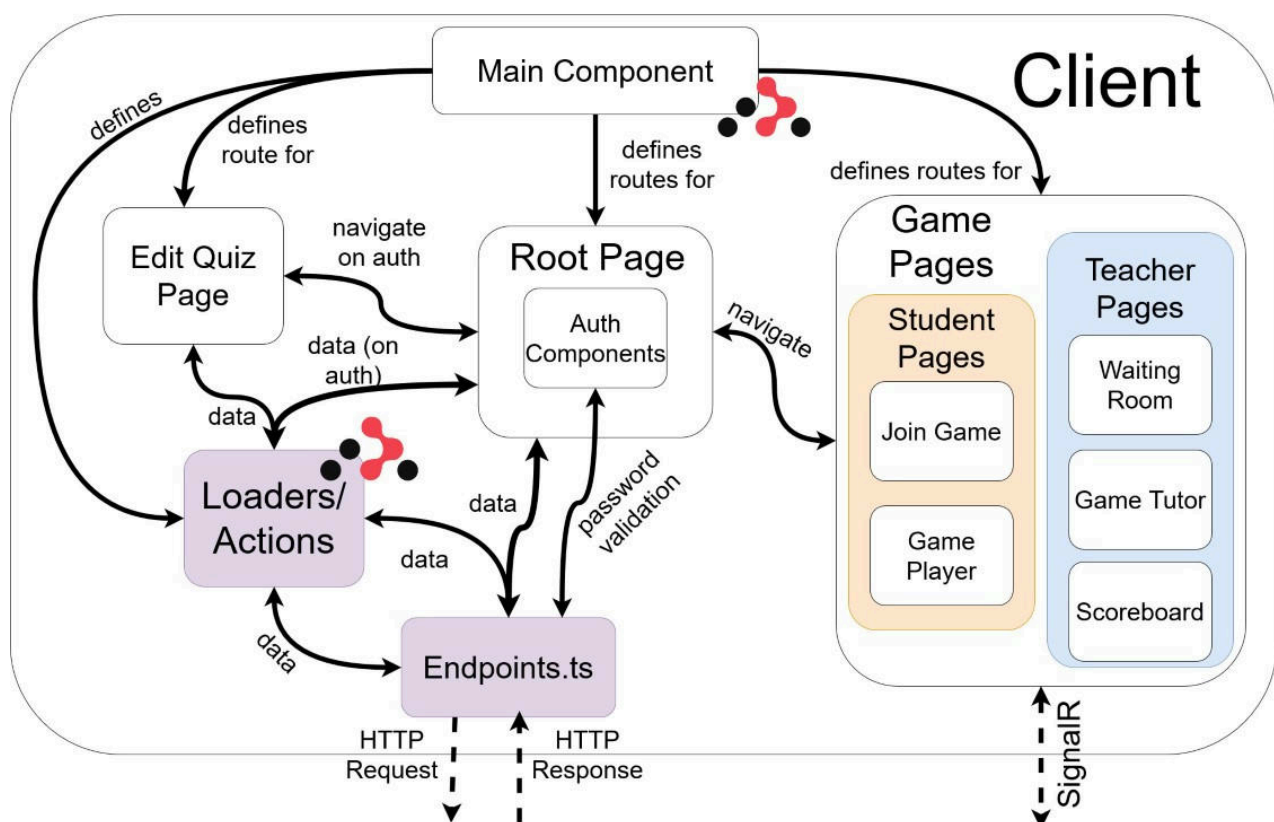 Main Component
Client
defines
defines
route for
defines
routes for
defines routes for
Edit Quiz
Page
navigate
on auth
Root Page
Auth
Components
navigate
Game
Pages
Student
Pages
Join Game
Game
Player
Teacher
Pages
Waiting
Room
Game Tutor
Scoreboard
data (on
auth)
data
Loaders/
Actions
data
data
password
validation
data
Endpoints.ts
HTTP
Request
HTTP
Response
SignalR